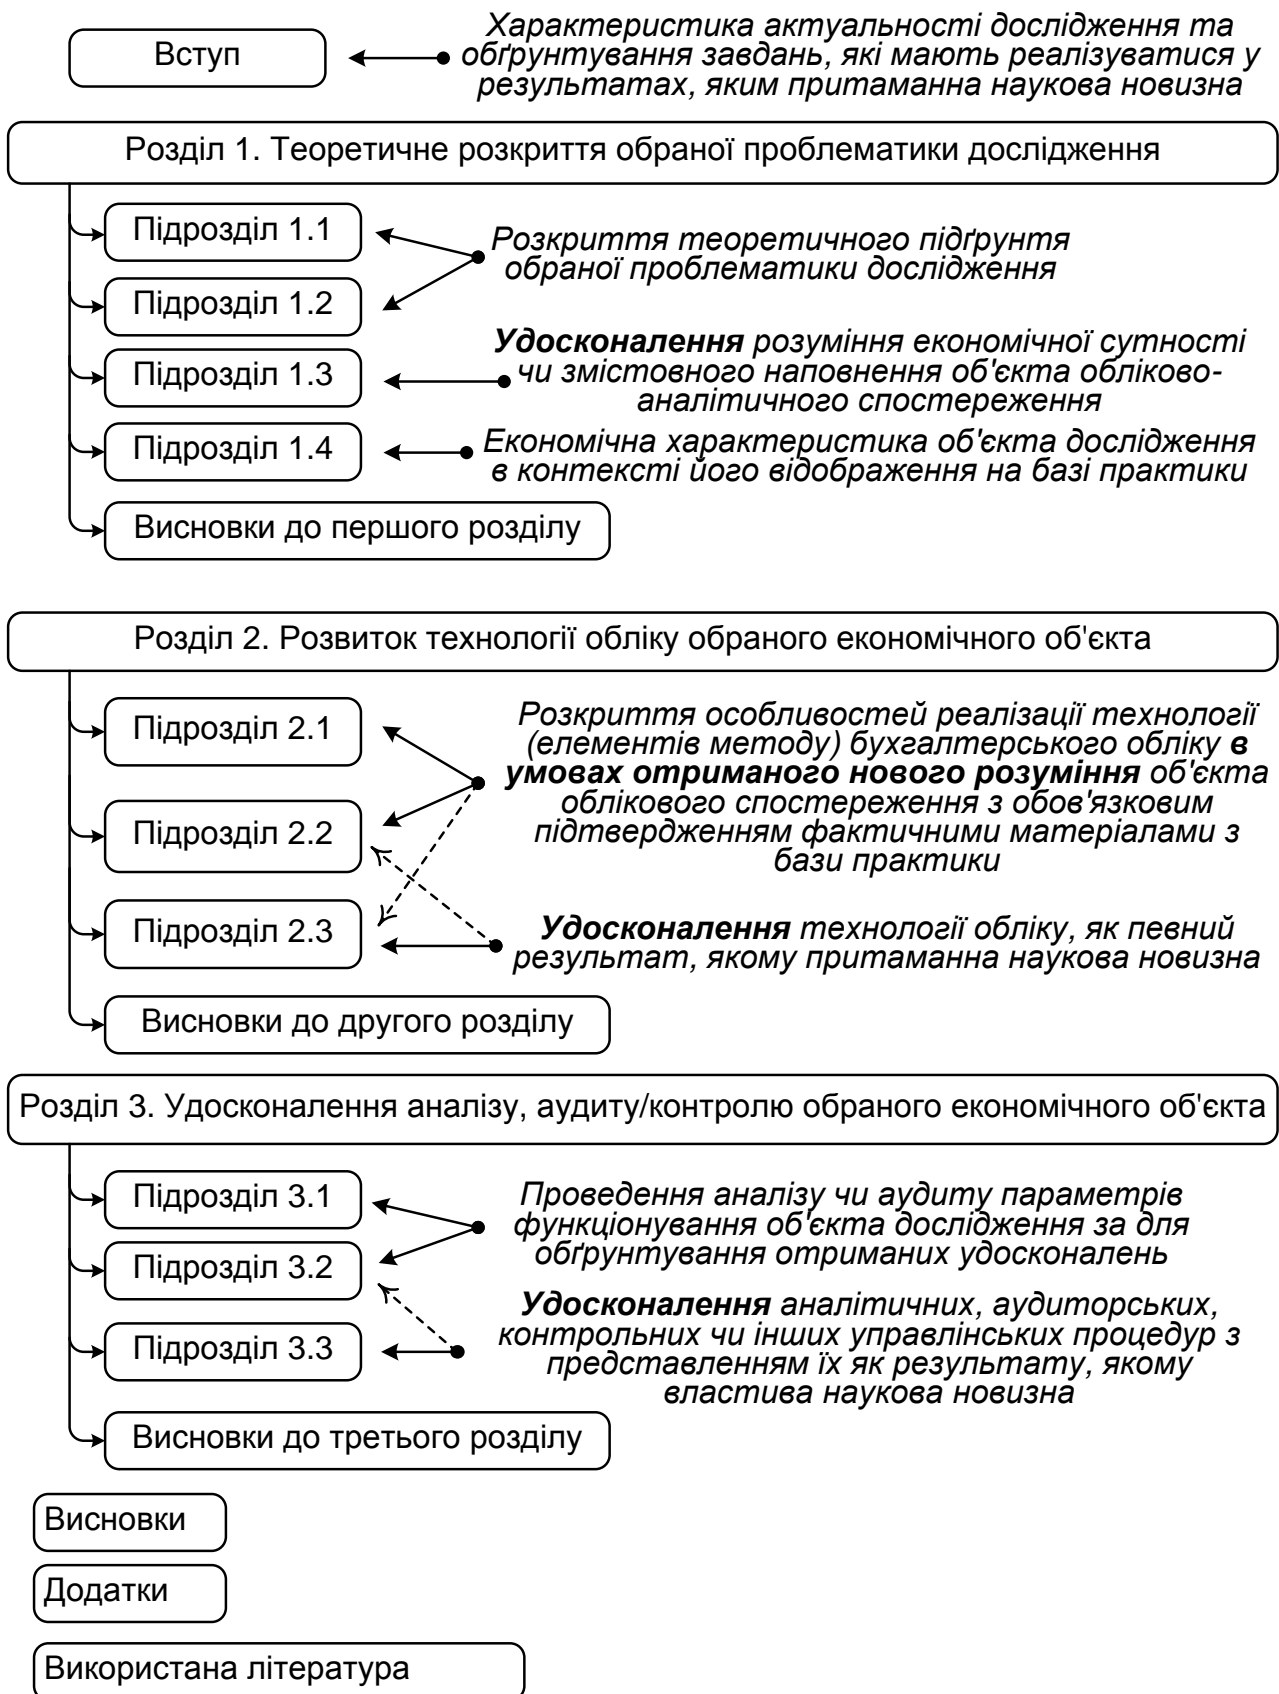 Вступ
Характеристика актуальності дослідження та
обґрунтування завдань, які мають реалізуватися у
результатах, яким притаманна наукова новизна
Розділ 1. Теоретичне розкриття обраної проблематики дослідження
Підрозділ 1.1
Підрозділ 1.2
Розкриття теоретичного підґрунтя
обраної проблематики дослідження
Підрозділ 1.3
Удосконалення розуміння економічної сутності
чи змістовного наповнення об'єкта обліково-
аналітичного спостереження
Підрозділ 1.4
Економічна характеристика об'єкта дослідження
в контексті його відображення на базі практики
Висновки до першого розділу
Розділ 2. Розвиток технології обліку обраного економічного об'єкта
Підрозділ 2.1
Підрозділ 2.2
Розкриття особливостей реалізації технології
(елементів методу) бухгалтерського обліку в
умовах отриманого нового розуміння об'єкта
облікового спостереження з обов'язковим
підтвердженням фактичними матеріалами з
бази практики
Підрозділ 2.3
Удосконалення технології обліку, як певний
результат, якому притаманна наукова новизна
Висновки до другого розділу
Розділ 3. Удосконалення аналізу, аудиту/контролю обраного економічного об'єкта
Підрозділ 3.1
Підрозділ 3.2
Проведення аналізу чи аудиту параметрів
функціонування об'єкта дослідження за для
обґрунтування отриманих удосконалень
Підрозділ 3.3
Удосконалення аналітичних, аудиторських,
контрольних чи інших управлінських процедур з
представленням їх як результату, якому
властива наукова новизна
Висновки до третього розділу
Висновки
Додатки
Використана література